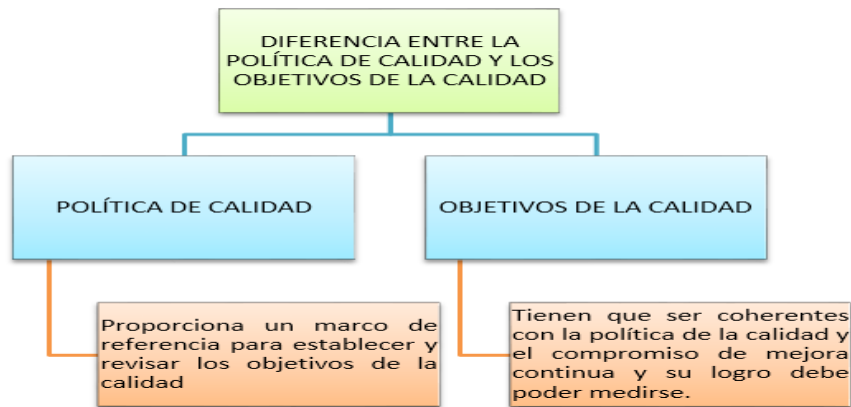 DIFERENCIA ENTRE LA
POLÍTICA DE CALIDAD Y LOS
OBJETIVOS DE LA CALIDAD
POLÍTICA DE CALIDAD
OBJETIVOS DE LA CALIDAD
Proporciona un marco de
referencia para establecer y
revisar los objetivos de la
calidad
Tienen que ser coherentes
con la política de la calidad y
el compromiso de mejora
continua y su logro debe
poder medirse.